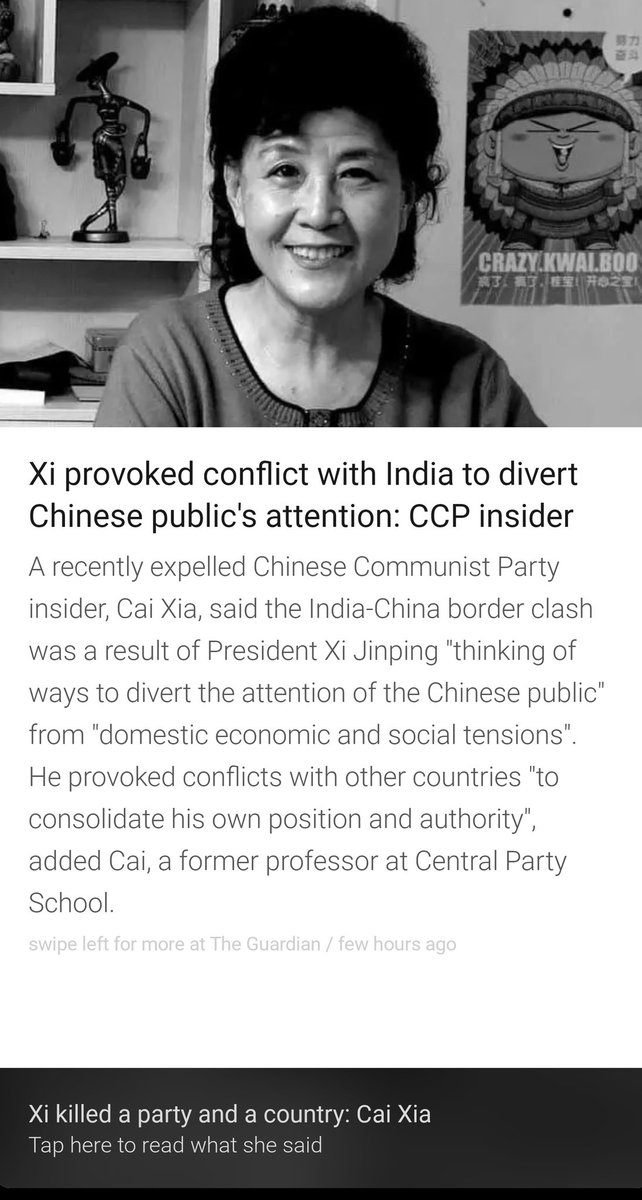 努力
奋斗
CRAZY.KWAI.BOO
疯了，疯了，桂宝！开心之宝！
Xi provoked conflict with India to divert
Chinese public's attention: CCP insider
A recently expelled Chinese Communist Party
insider, Cai Xia, said the India-China border clash
was a result of President Xi Jinping "thinking of
ways to divert the attention of the Chinese public"
from "domestic economic and social tensions".
He provoked conflicts with other countries "to
consolidate his own position and authority",
added Cai, a former professor at Central Party
School.
swipe left for more at The Guardian / few hours ago
Xi killed a party and a country: Cai Xia
Tap here to read what she said